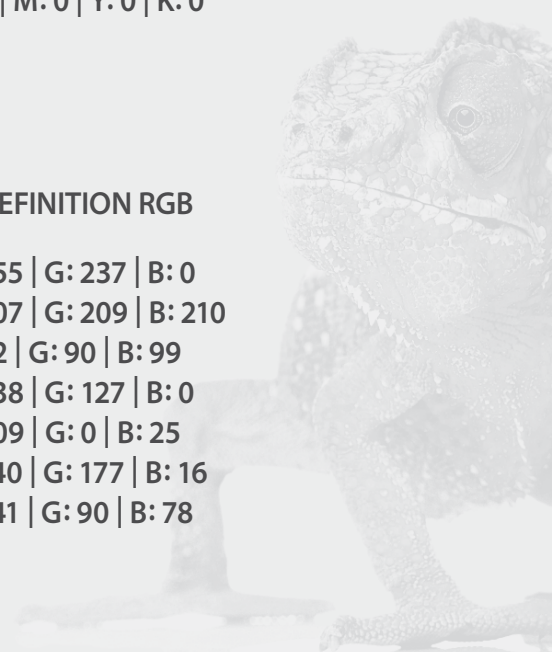 | M: 0 | Y: 0 | K: 0
EFINITION RGB
55 | G: 237 | B: 0
07 | G: 209 | B: 210
2 | G: 90 | B: 99
38 | G: 127 | B: 0
09 | G: 0 | B: 25
40 | G: 177 | B: 16
41 | G: 90 | B: 78